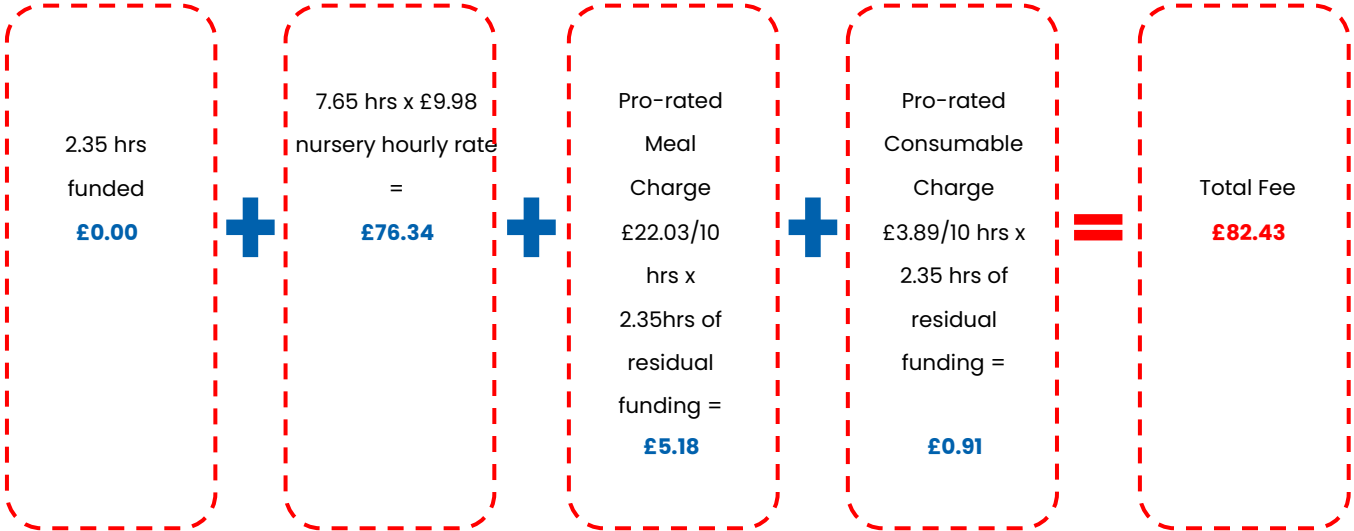 2.35 hrs
funded
£0.00
7.65 hrs x £9.98
nursery hourly rate
=
£76.34
Pro-rated
Meal
Charge
£22.03/10
hrs x
2.35hrs of
residual
funding =
£5.18
Pro-rated
Consumable
Charge
£3.89/10 hrs x
2.35 hrs of
residual
funding =
£0.91
Total Fee
£82.43